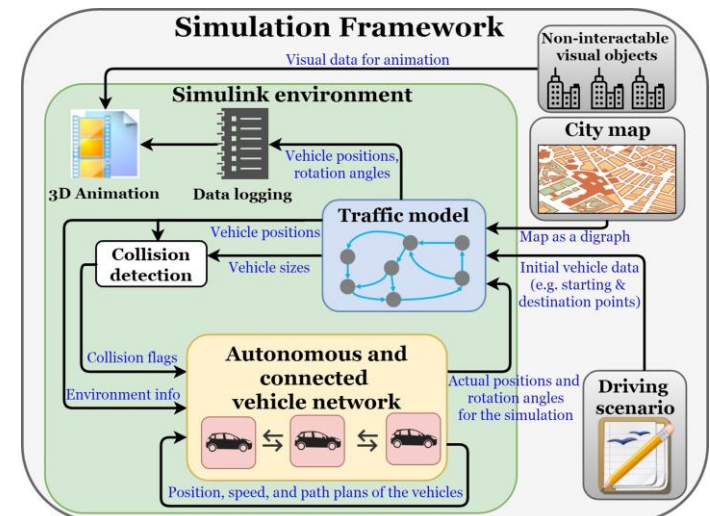 Simulation Framework
Non-interactable
visual objects
Visual data for animation
Simulink environment
City map
3D Animation
Data logging
Vehicle positions,
rotation angles
Traffic model
Vehicle positions
Map as a digraph
Collision
detection
Vehicle sizes
Initial vehicle data
(e.g. starting &
destination points)
Collision flags
Environment info
Autonomous and
connected
vehicle network
Actual positions and
rotation angles
for the simulation
Driving
scenario
Position, speed, and path plans of the vehicles